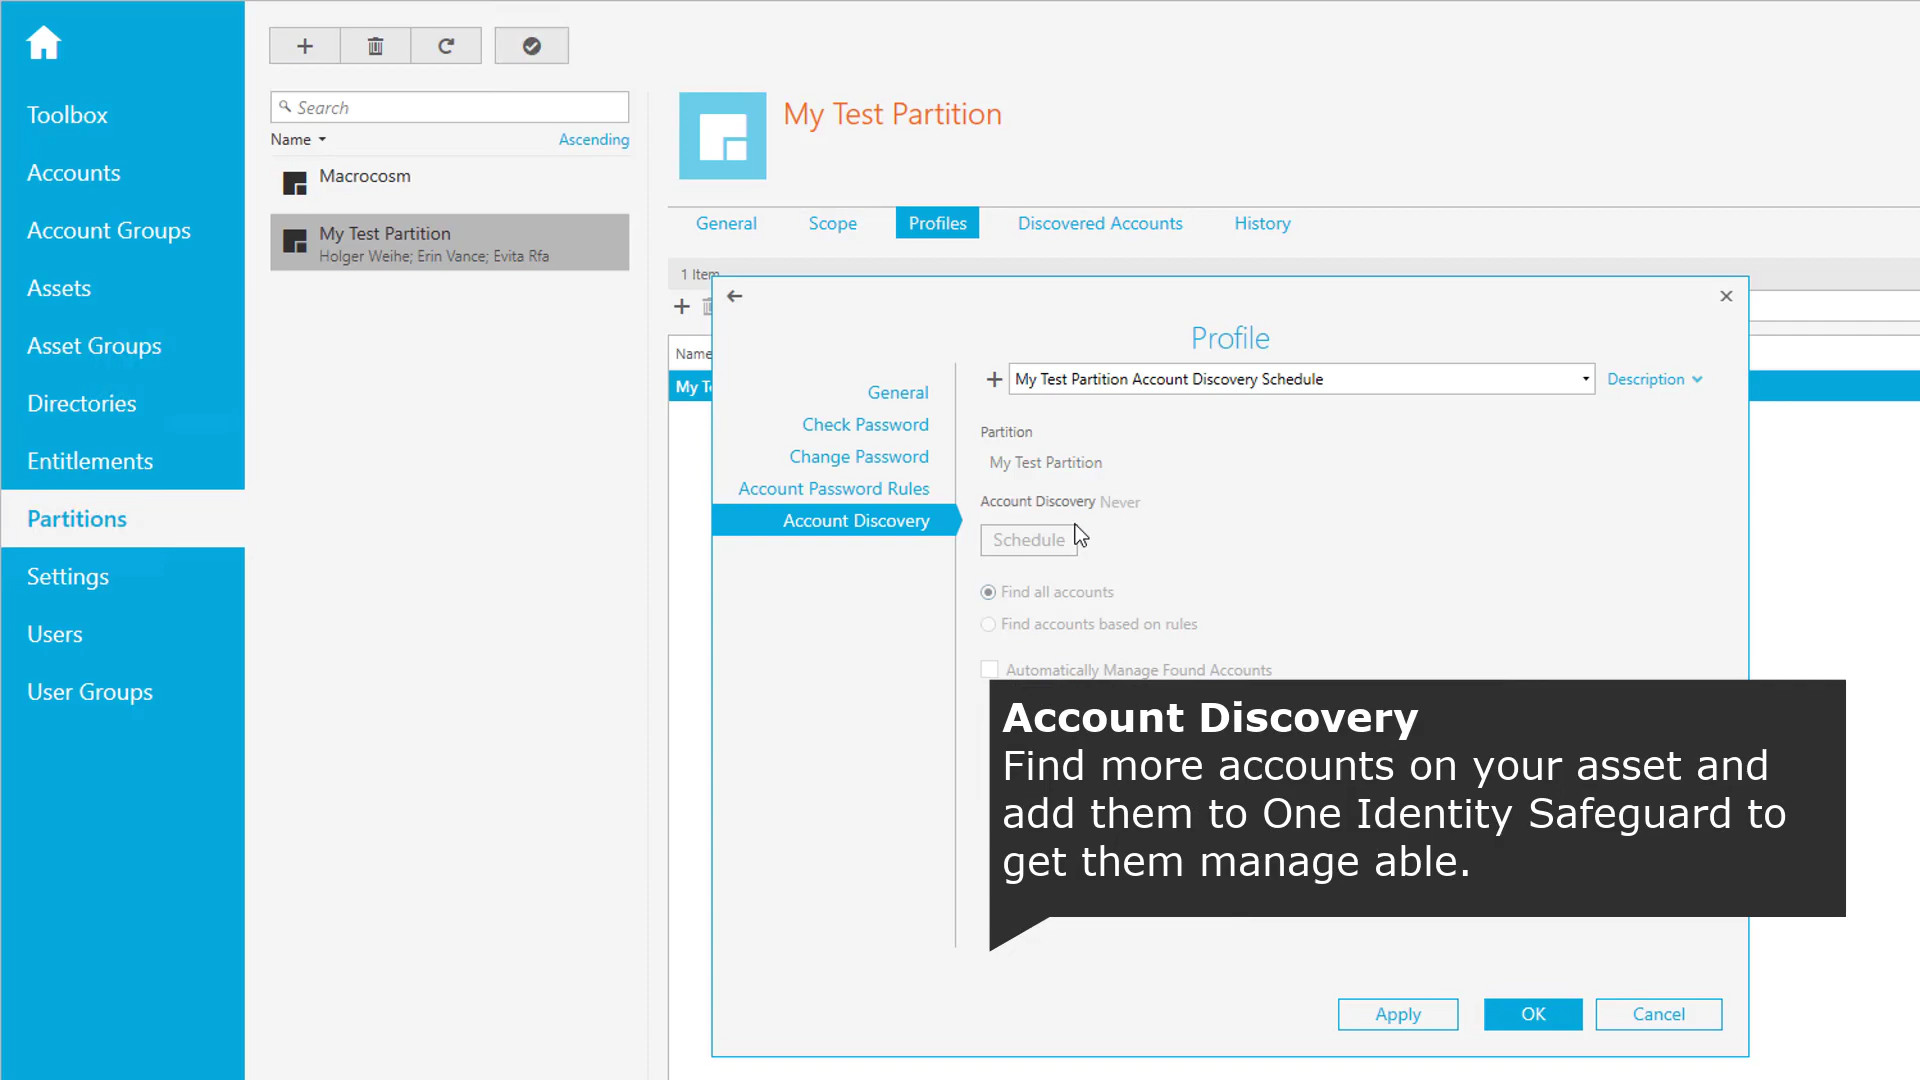 Toolbox
Accounts
Account Groups
Assets
Asset Groups
Directories
Entitlements
Partitions
Settings
Users
User Groups
Search
Name
Ascending
Macrocosm
My Test Partition
Holger Weihe; Erin Vance; Evita Rfa
My Test Partition
General
Scope
Profiles
Discovered Accounts
History
1 Item
Name
My
Profile
General
Check Password
Change Password
Account Password Rules
Account Discovery
My Test Partition Account Discovery Schedule
Description
Partition
My Test Partition
Account Discovery Never
Schedule
Find all accounts
Find accounts based on rules
Automatically Manage Found Accounts
Account Discovery
Find more accounts on your asset and
add them to One Identity Safeguard to
get them manage able.
Apply
OK
Cancel